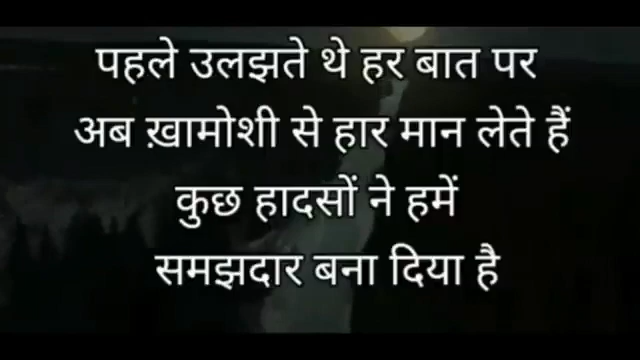 पहले उलझते थे हर बात पर
अब ख़ामोशी से हार मान लेते हैं
कुछ हादसों ने हमें
समझदार बना दिया है